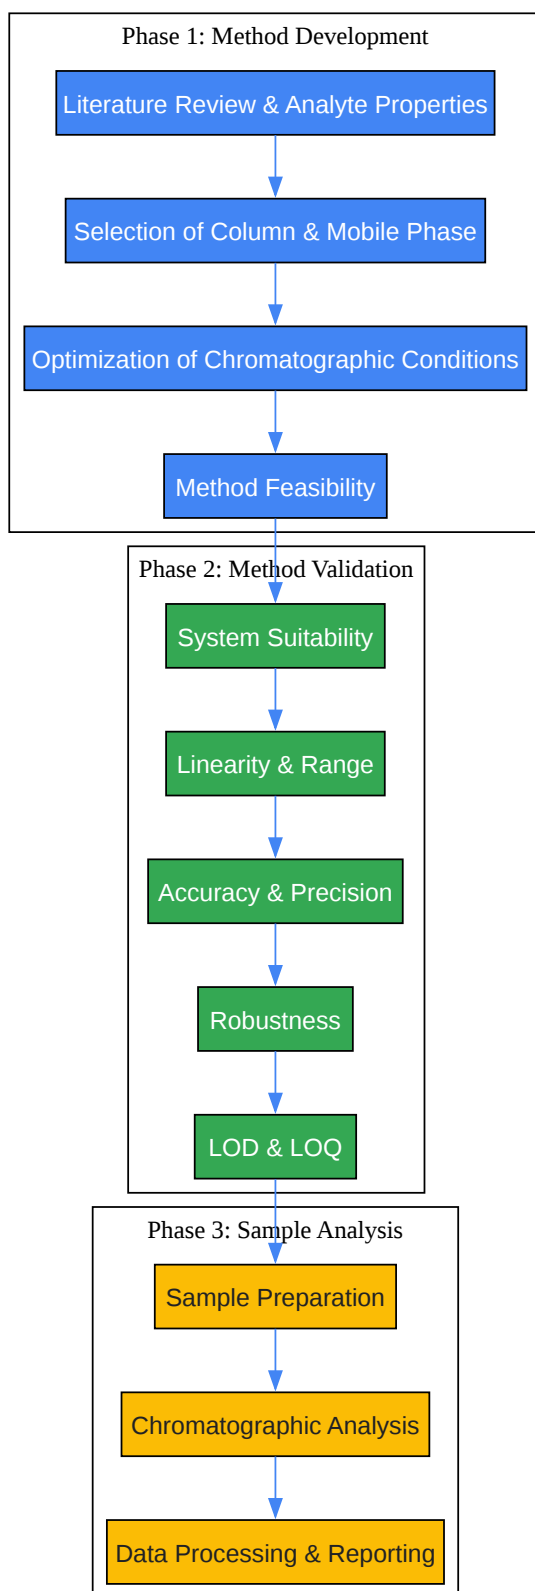 Phase 1: Method Development
Literature Review & Analyte Properties
Selection of Column & Mobile Phase
Optimization of Chromatographic Conditions
Method Feasibility
Phase 2: Method Validation
System Suitability
Linearity & Range
Accuracy & Precision
Robustness
LOD & LOQ
Phase 3: Sample Analysis
Sample Preparation
Chromatographic Analysis
Data Processing & Reporting